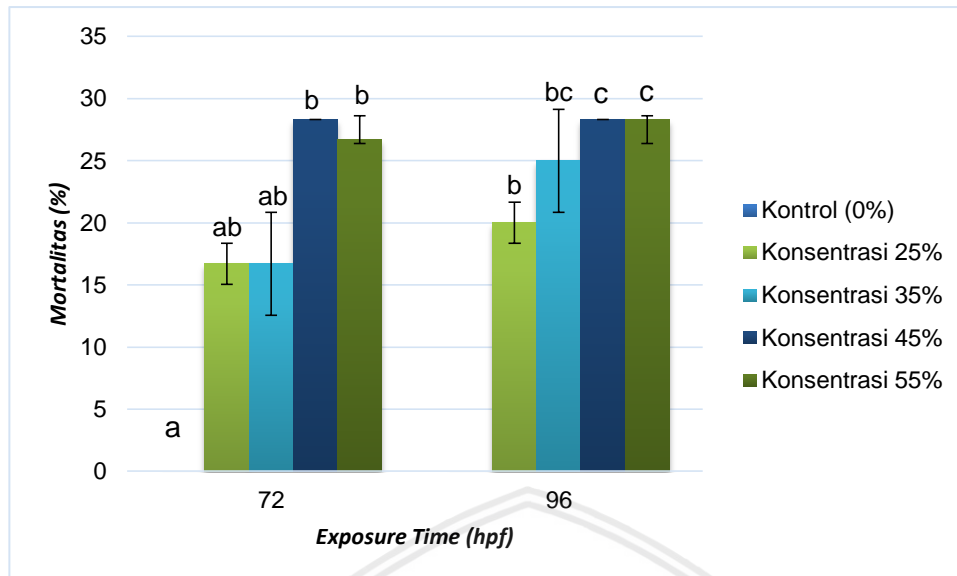 35
30
25
20
15
10
5
0
Mortalitas (%)
a
ab
ab
b
b
b
bc
c
c
72
96
Exposure Time (hpf)
Kontrol (0%)
Konsentrasi 25%
Konsentrasi 35%
Konsentrasi 45%
Konsentrasi 55%